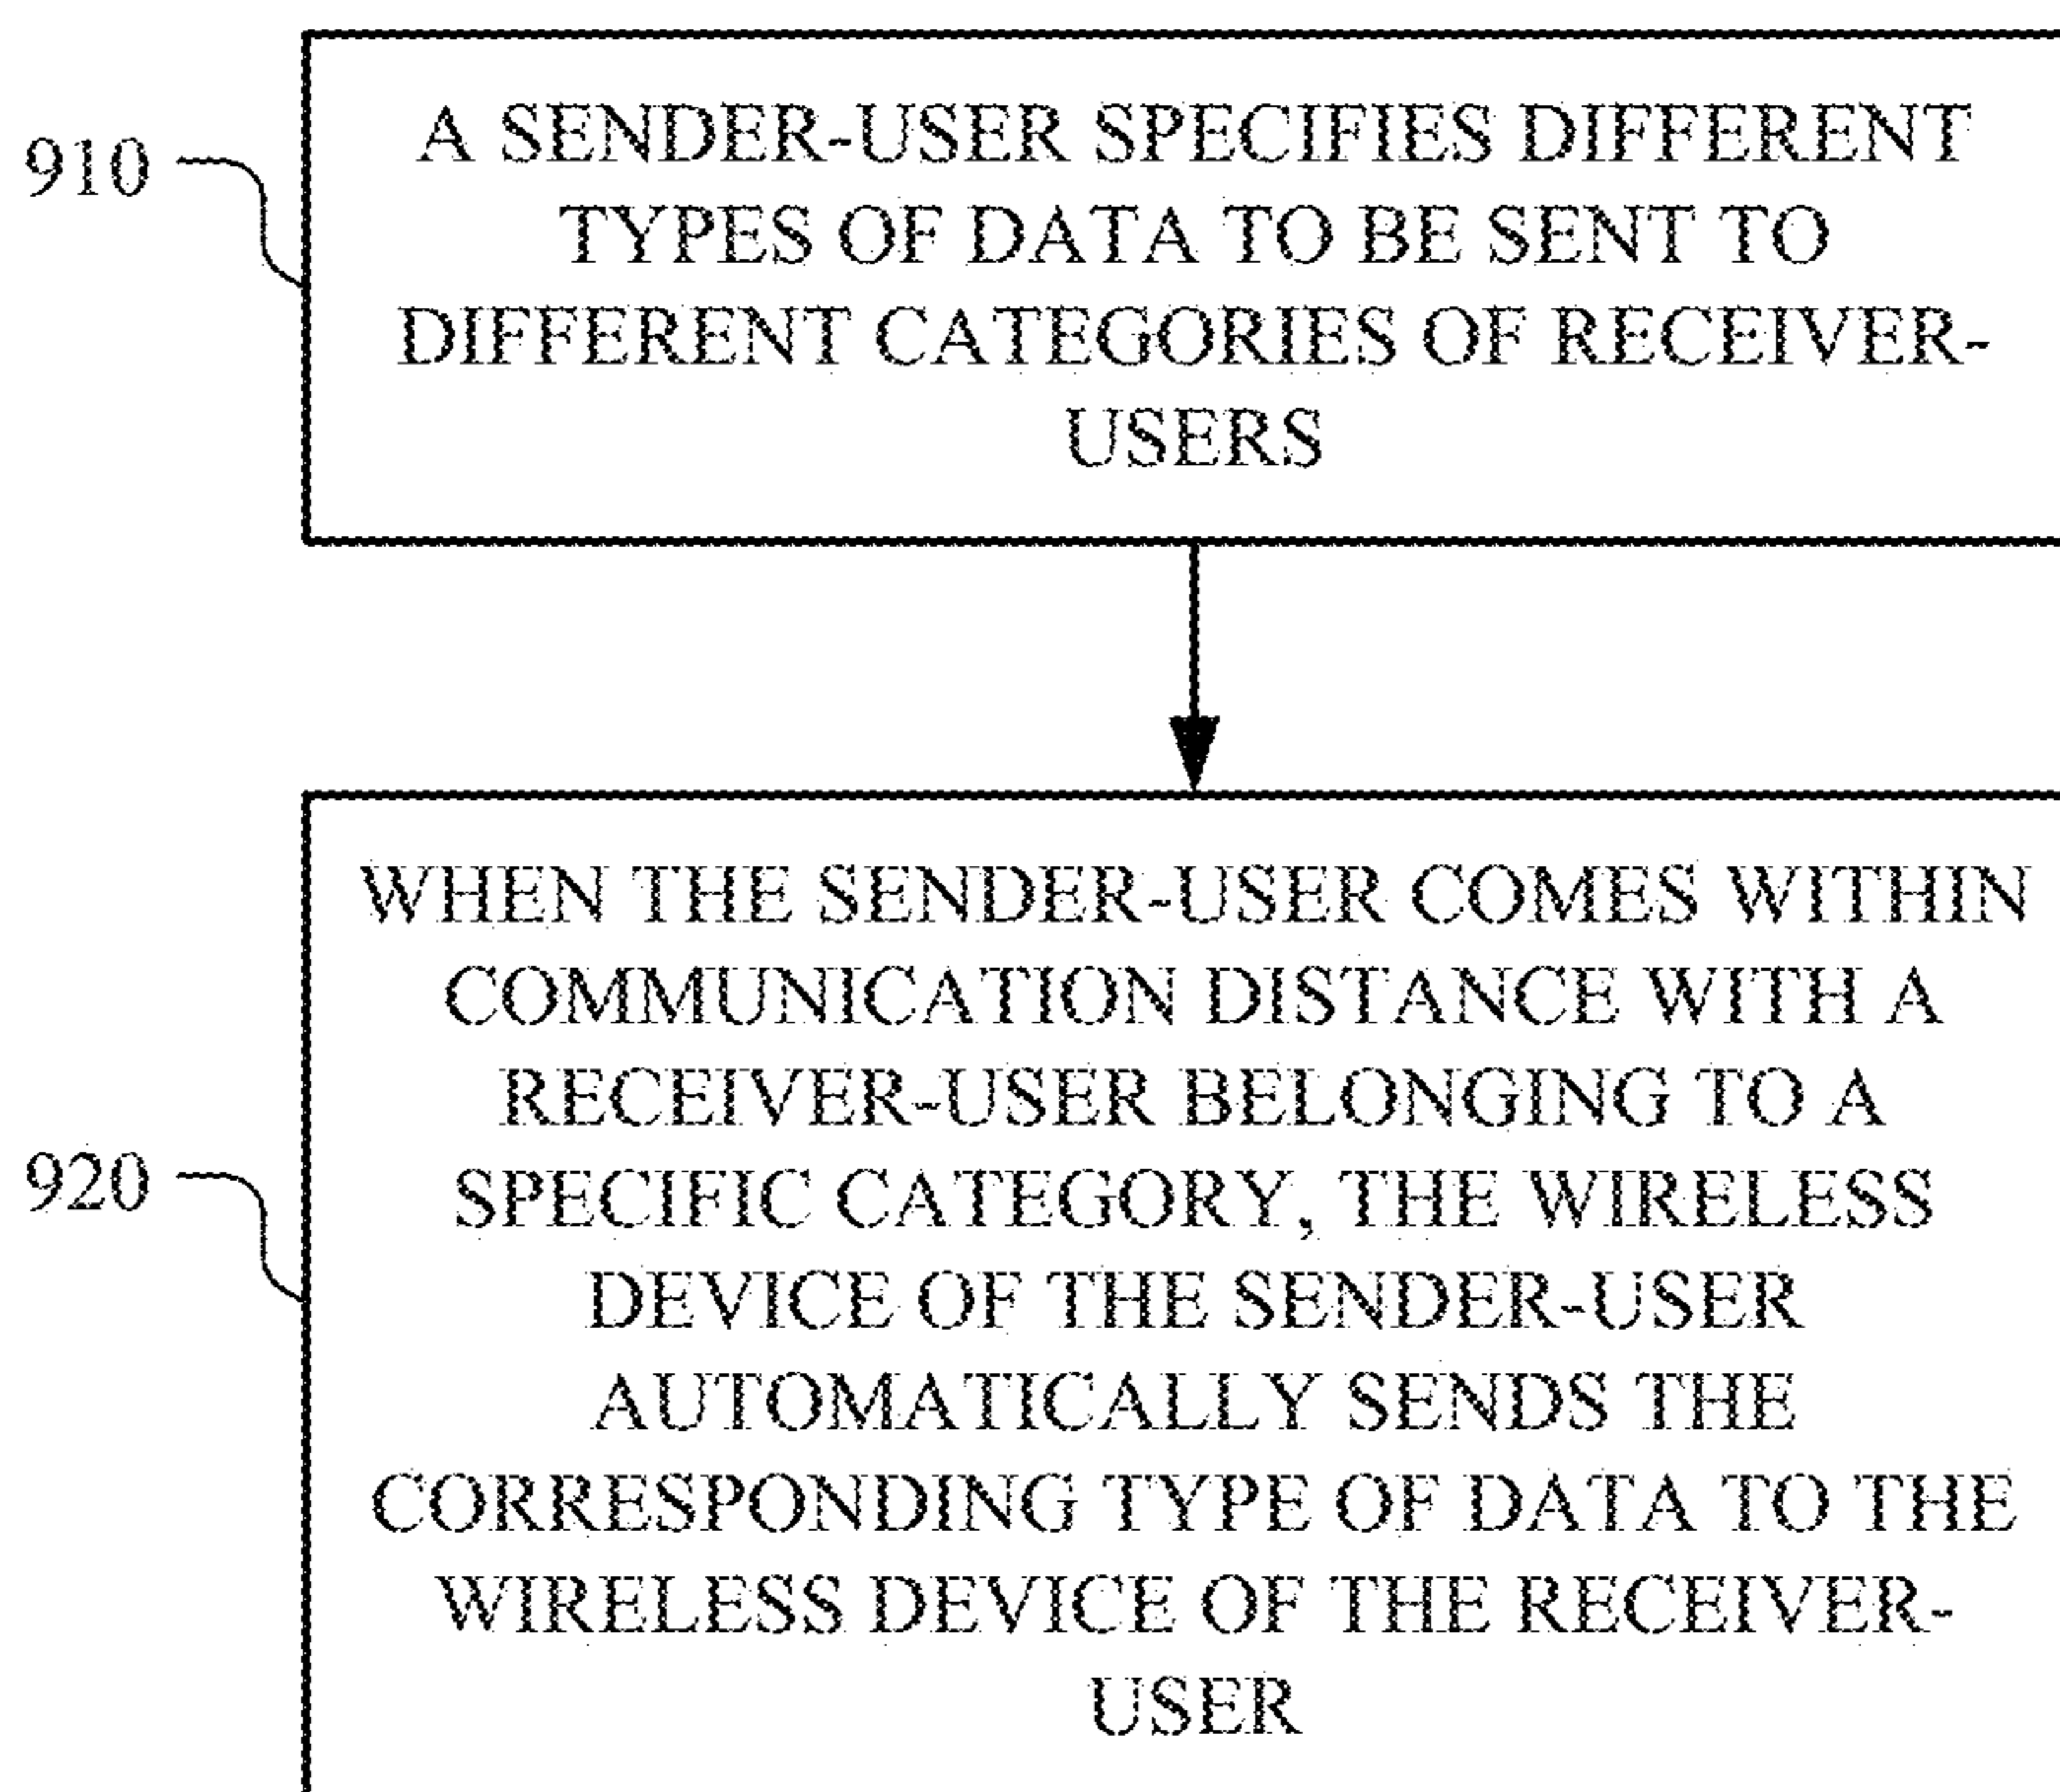 910
A SENDER-USER SPECIFIES DIFFERENT
TYPES OF DATA TO BE SENT TO
DIFFERENT CATEGORIES OF RECEIVER-
USERS
920
WHEN THE SENDER-USER COMES WITHIN
COMMUNICATION DISTANCE WITH A
RECEIVER-USER BELONGING TO A
SPECIFIC CATEGORY, THE WIRELESS
DEVICE OF THE SENDER-USER
AUTOMATICALLY SENDS THE
CORRESPONDING TYPE OF DATA TO THE
WIRELESS DEVICE OF THE RECEIVER-
USER